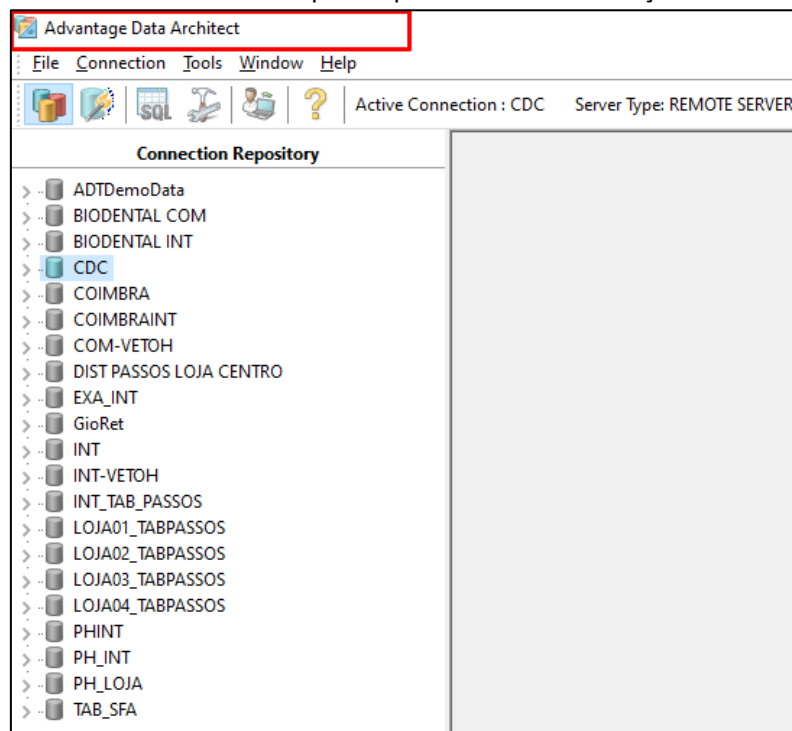 Advantage Data Architect
File Connection Tools Window Help
SQL Active Connection : CDC Server Type: REMOTE SERVER
Connection Repository
ADTDemoData
BIODENTAL COM
BIODENTAL INT
CDC
COIMBRA
COIMBRAINT
COM-VETOH
DIST PASSOS LOJA CENTRO
EXA_INT
GioRet
INT
INT-VETOH
INT_TAB_PASSOS
LOJA01_TABPASSOS
LOJA02_TABPASSOS
LOJA03_TABPASSOS
LOJA04_TABPASSOS
PHINT
PH_INT
PH_LOJA
TAB_SFA